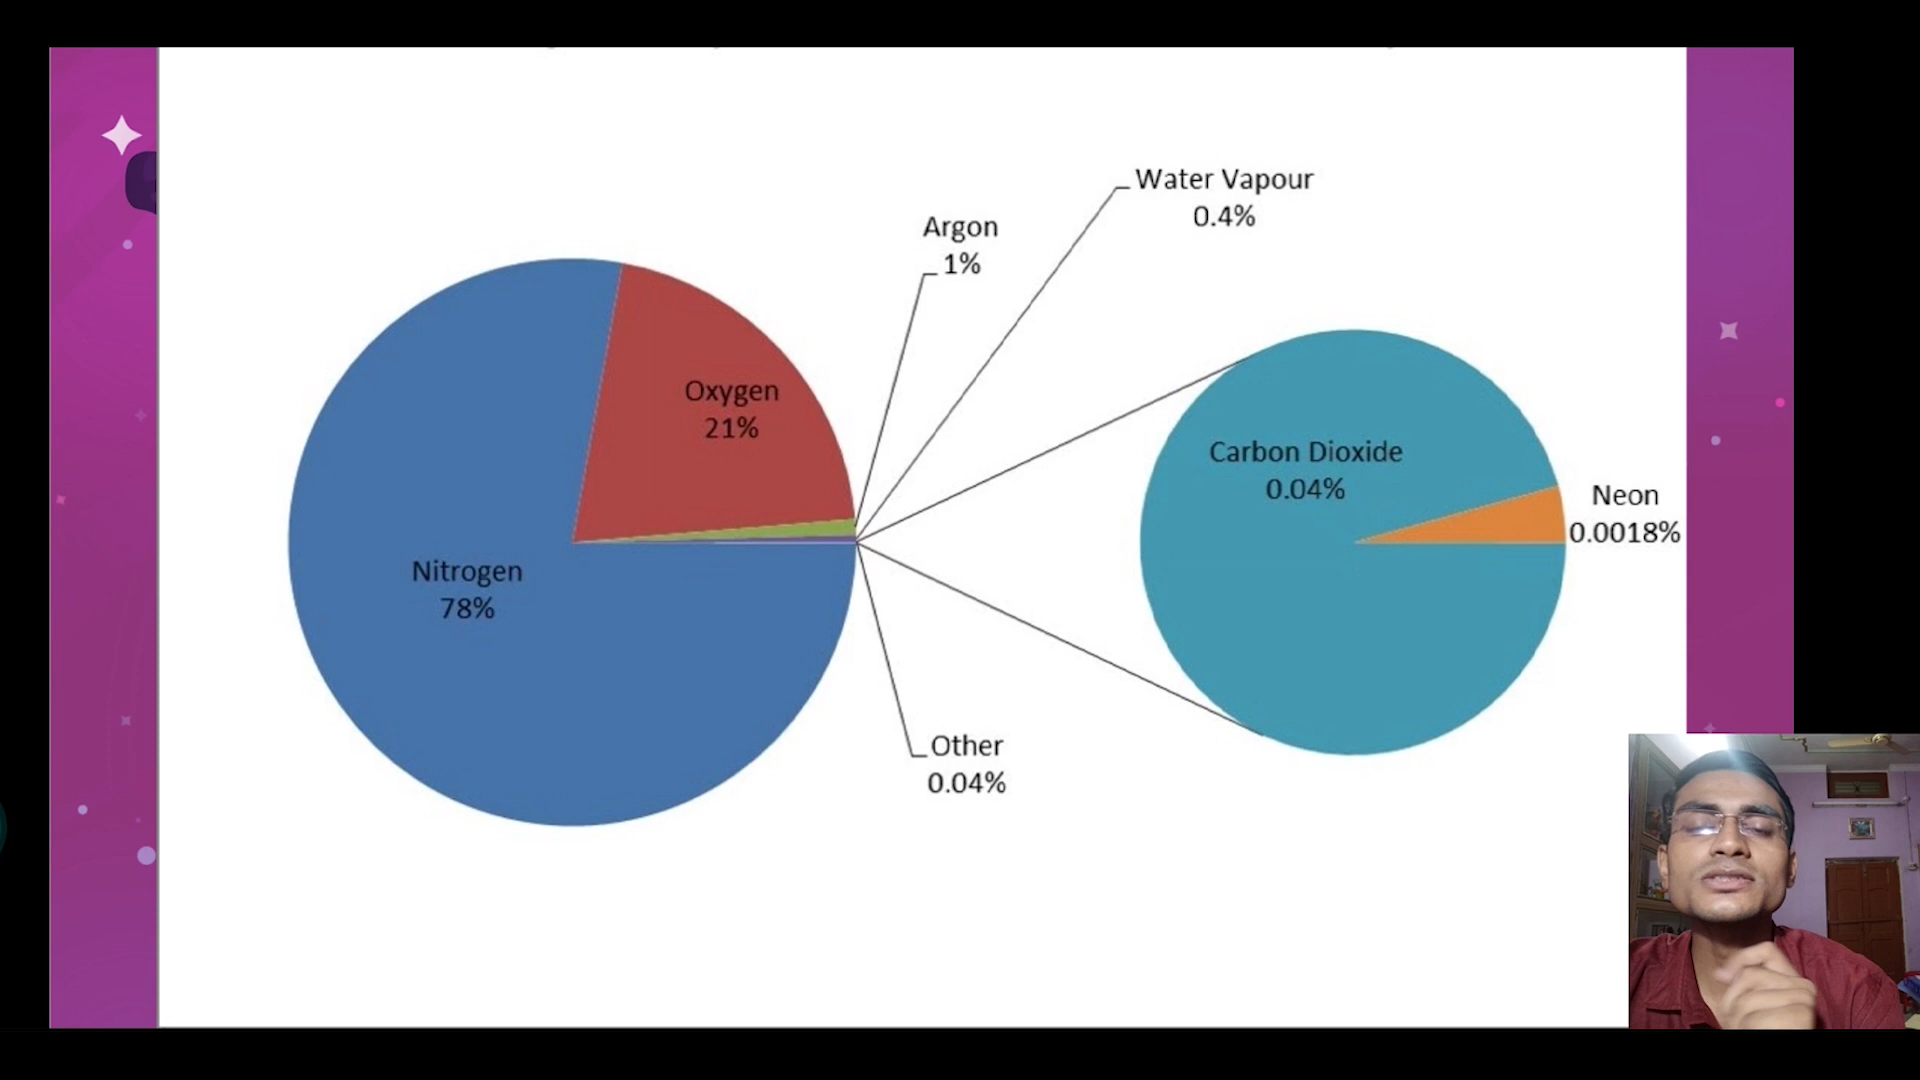 Water Vapour
0.4%
Argon
1%
Oxygen
21%
Carbon Dioxide
0.04%
Neon
0.0018%
Nitrogen
78%
Other
0.04%